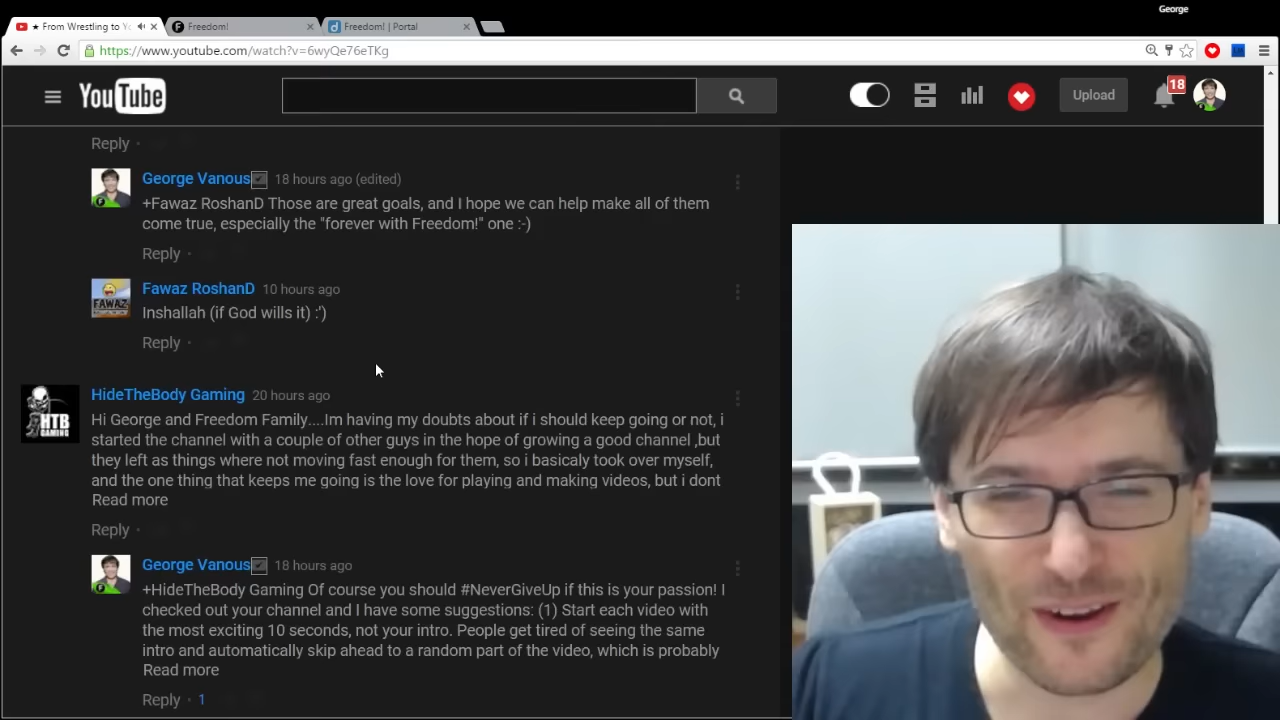 George
★ From Wrestling to Yo
Freedom!
Freedom! | Portal
https://www.youtube.com/watch?v=6wyQe76eTKg
YouTube
Upload
18
Reply ·
George Vanous 18 hours ago (edited)
+Fawaz RoshanD Those are great goals, and I hope we can help make all of them
come true, especially the "forever with Freedom!" one :-)
Reply ·
FAWAZ
Fawaz RoshanD 10 hours ago
Inshallah (if God wills it) :')
Reply ·
HTB
GAMING
HideTheBody Gaming 20 hours ago
Hi George and Freedom Family....Im having my doubts about if i should keep going or not, i
started the channel with a couple of other guys in the hope of growing a good channel ,but
they left as things where not moving fast enough for them, so i basicaly took over myself,
and the one thing that keeps me going is the love for playing and making videos, but i dont
Read more
Reply ·
George Vanous 18 hours ago
+HideTheBody Gaming Of course you should #NeverGiveUp if this is your passion! I
checked out your channel and I have some suggestions: (1) Start each video with
the most exciting 10 seconds, not your intro. People get tired of seeing the same
intro and automatically skip ahead to a random part of the video, which is probably
Read more
Reply · 1